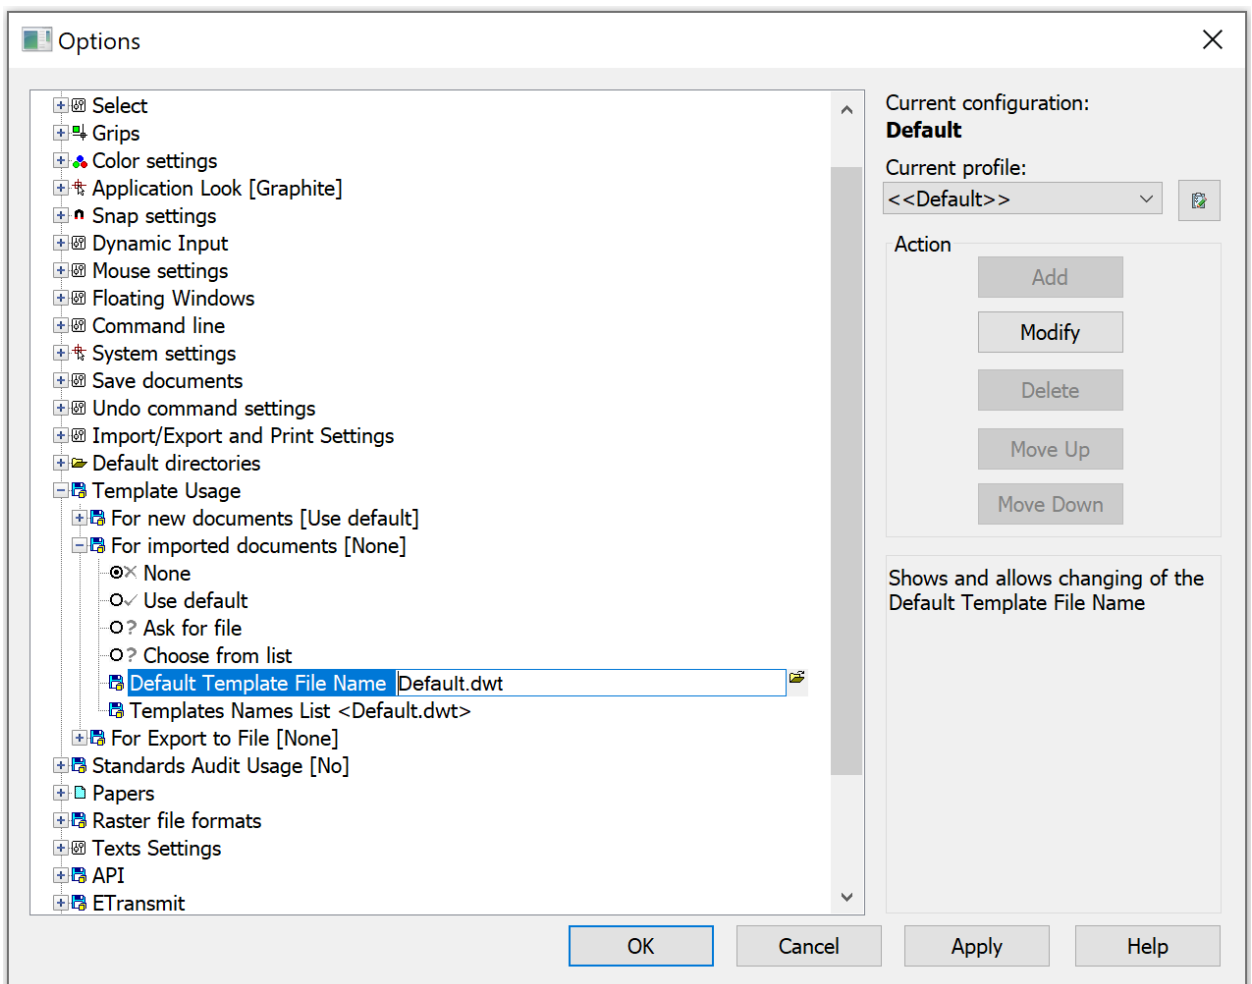 Options
Select
Grips
Color settings
Application Look [Graphite]
Snap settings
Dynamic Input
Mouse settings
Floating Windows
Command line
System settings
Save documents
Undo command settings
Import/Export and Print Settings
Default directories
Template Usage
For new documents [Use default]
For imported documents [None]
None
Use default
Ask for file
Choose from list
Default Template File Name Default.dwt
Templates Names List <Default.dwt>
For Export to File [None]
Standards Audit Usage [No]
Papers
Raster file formats
Texts Settings
API
ETransmit
Current configuration:
Default
Current profile:
<<Default>>
Action
Add
Modify
Delete
Move Up
Move Down
Shows and allows changing of the
Default Template File Name
OK Cancel Apply Help